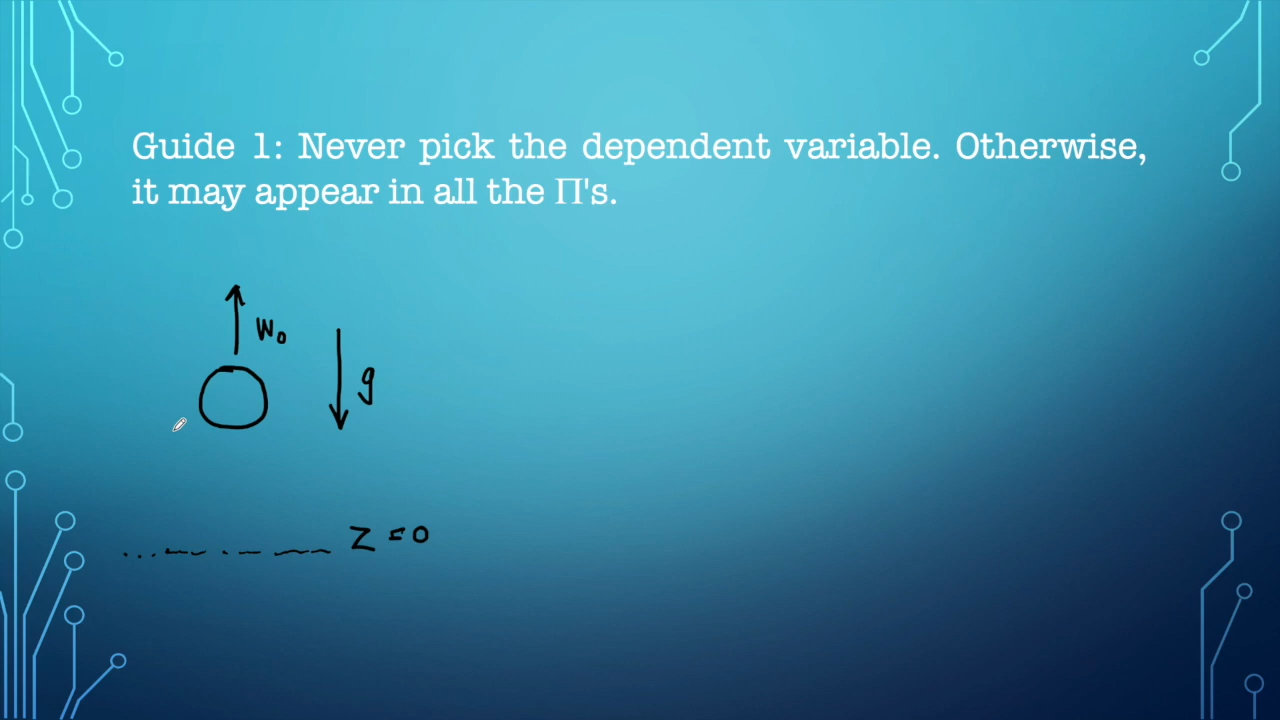 Guide 1: Never pick the dependent variable. Otherwise,
it may appear in all the Π's.
w₀
g
z = 0